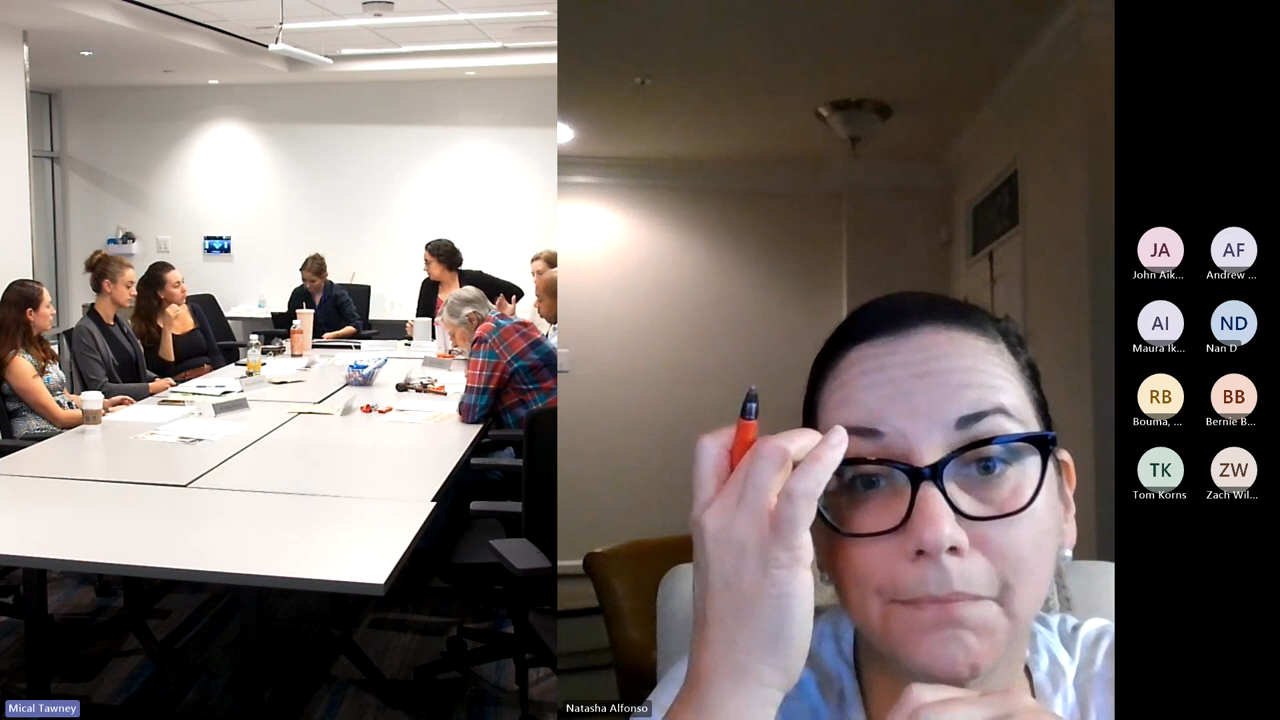 Mical Tawney
Natasha Alfonso
JA
John Aik...
AF
Andrew ...
AI
Maura Ik...
ND
Nan D
RB
Bouma, ...
BB
Bernie B...
TK
Tom Korns
ZW
Zach Wil...